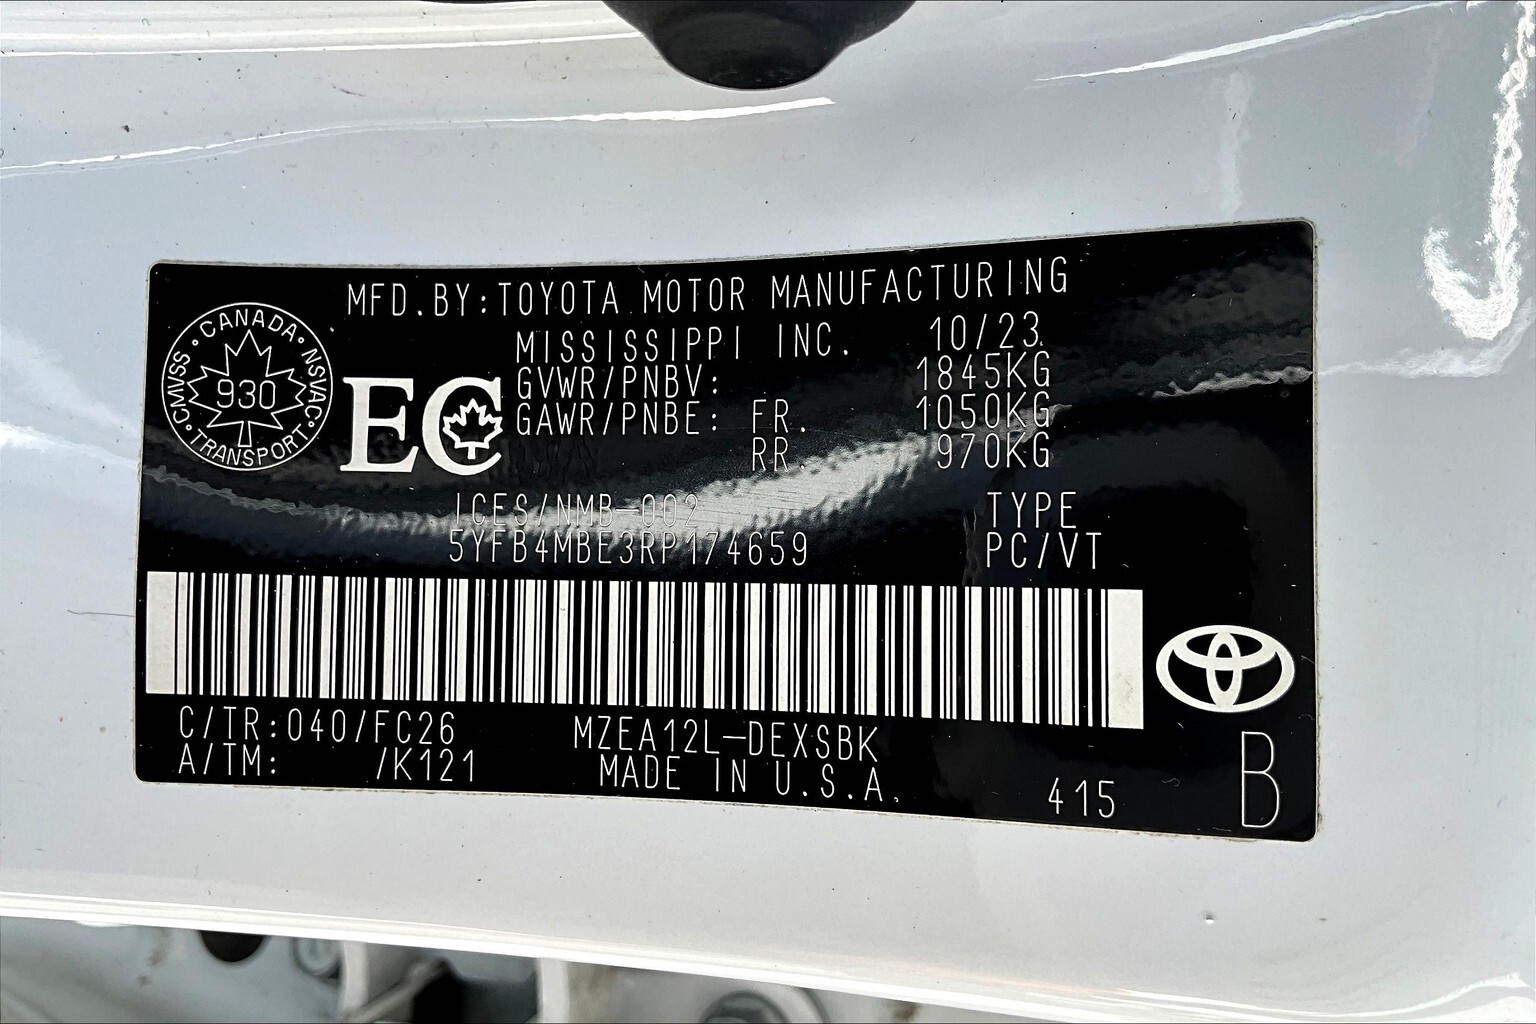 MFD.BY:TOYOTA MOTOR MANUFACTURING
MISSISSIPPI INC. 10/23
GVWR/PNBV: 1845KG
GAWR/PNBE: FR. 1050KG
RR. 970KG
CANADA · NSVAC · TRANSPORT · CMVSS
930
EC
ICES/NMB-002 TYPE
5YFB4MBE3RP174659 PC/VT
C/TR:040/FC26 MZEA12L-DEXSBK
A/TM: /K121 MADE IN U.S.A.
415
B